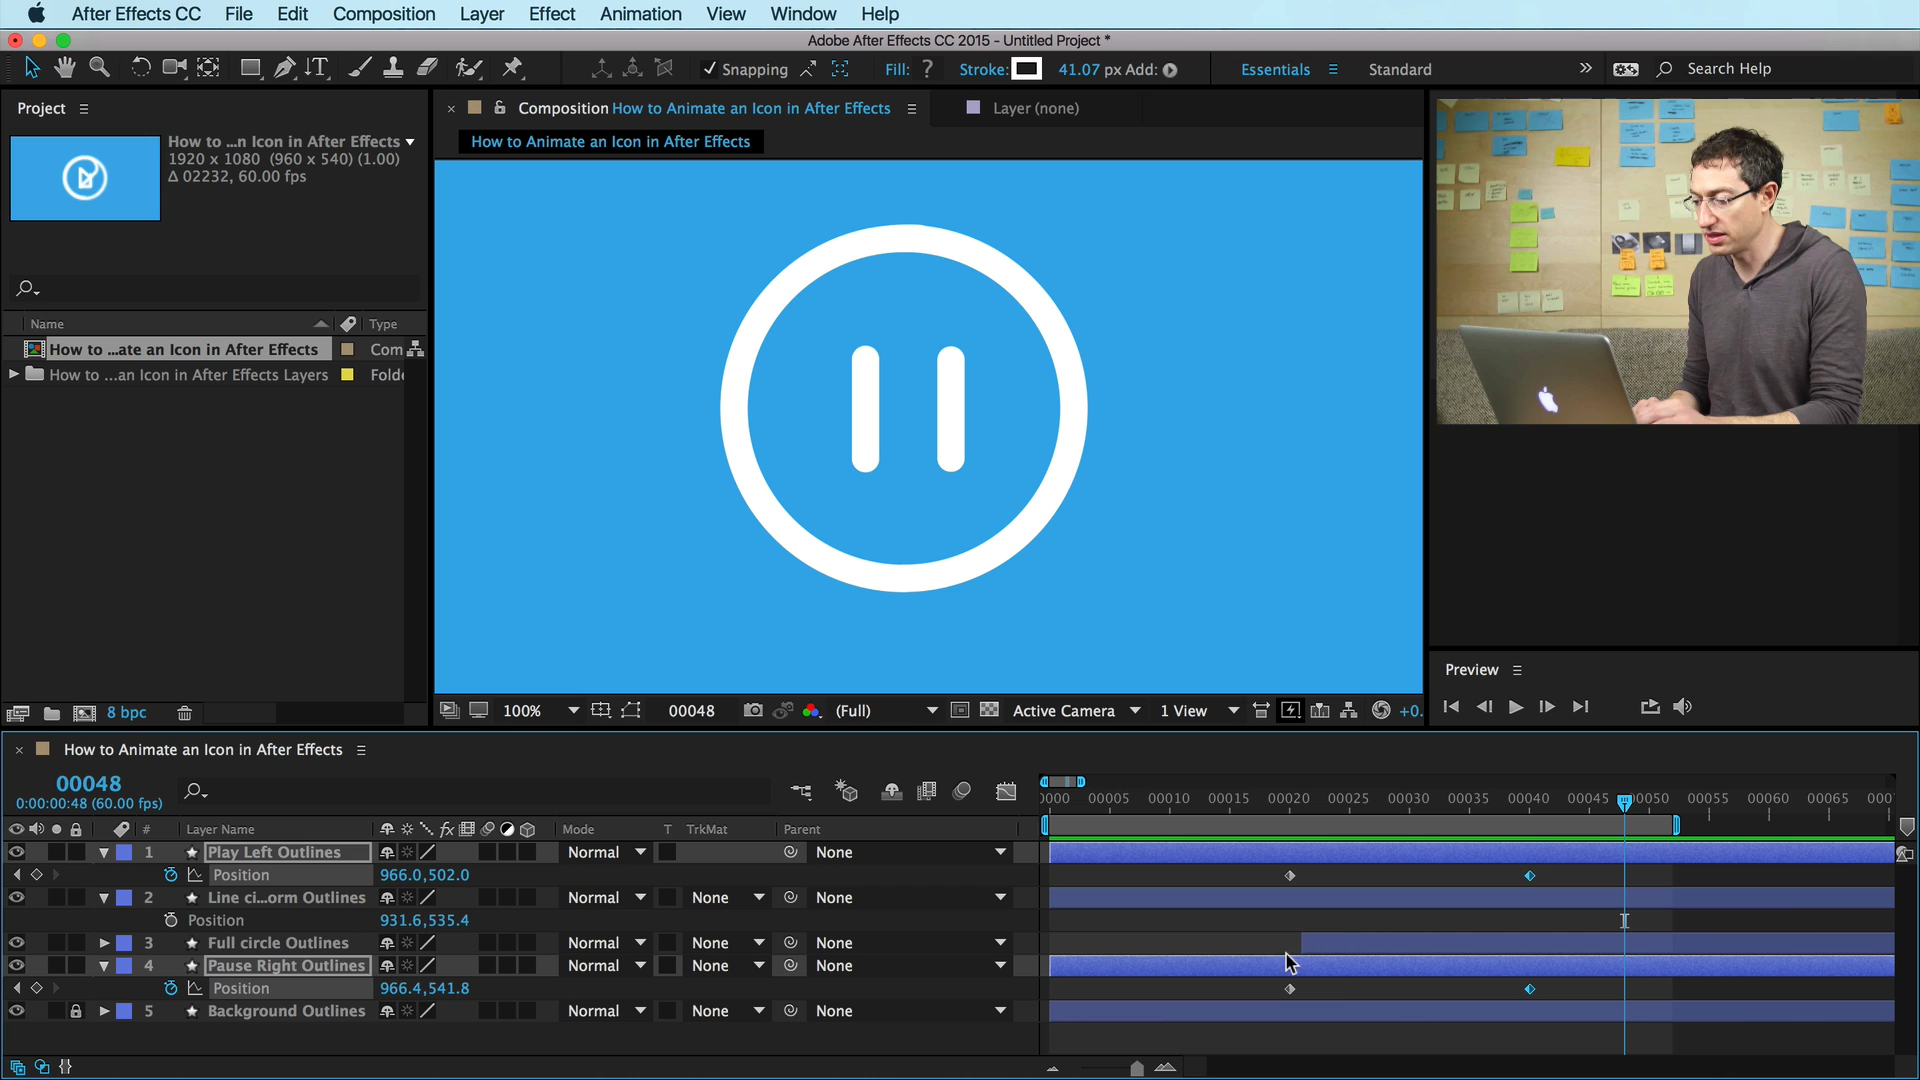 After Effects CC File Edit Composition Layer Effect Animation View Window Help
Adobe After Effects CC 2015 - Untitled Project *
Snapping Fill: ? Stroke: 41.07 px Add: Essentials Standard Search Help
Project
Composition How to Animate an Icon in After Effects
Layer (none)
How to ...n Icon in After Effects
1920 x 1080 (960 x 540) (1.00)
Δ 02232, 60.00 fps
How to Animate an Icon in After Effects
Name Type
How to ...ate an Icon in After Effects Com
How to ...an Icon in After Effects Layers Folde
8 bpc
100% 00048 (Full) Active Camera 1 View +0.
Preview
How to Animate an Icon in After Effects
00048
0:00:00:48 (60.00 fps)
0000 00005 00010 00015 00020 00025 00030 00035 00040 00045 00050 00055 00060 00065 000
# Layer Name fx Mode T TrkMat Parent
1 Play Left Outlines Normal None
Position 966.0,502.0
2 Line ci...orm Outlines Normal None None
Position 931.6,535.4
3 Full circle Outlines Normal None None
4 Pause Right Outlines Normal None None
Position 966.4,541.8
5 Background Outlines Normal None None